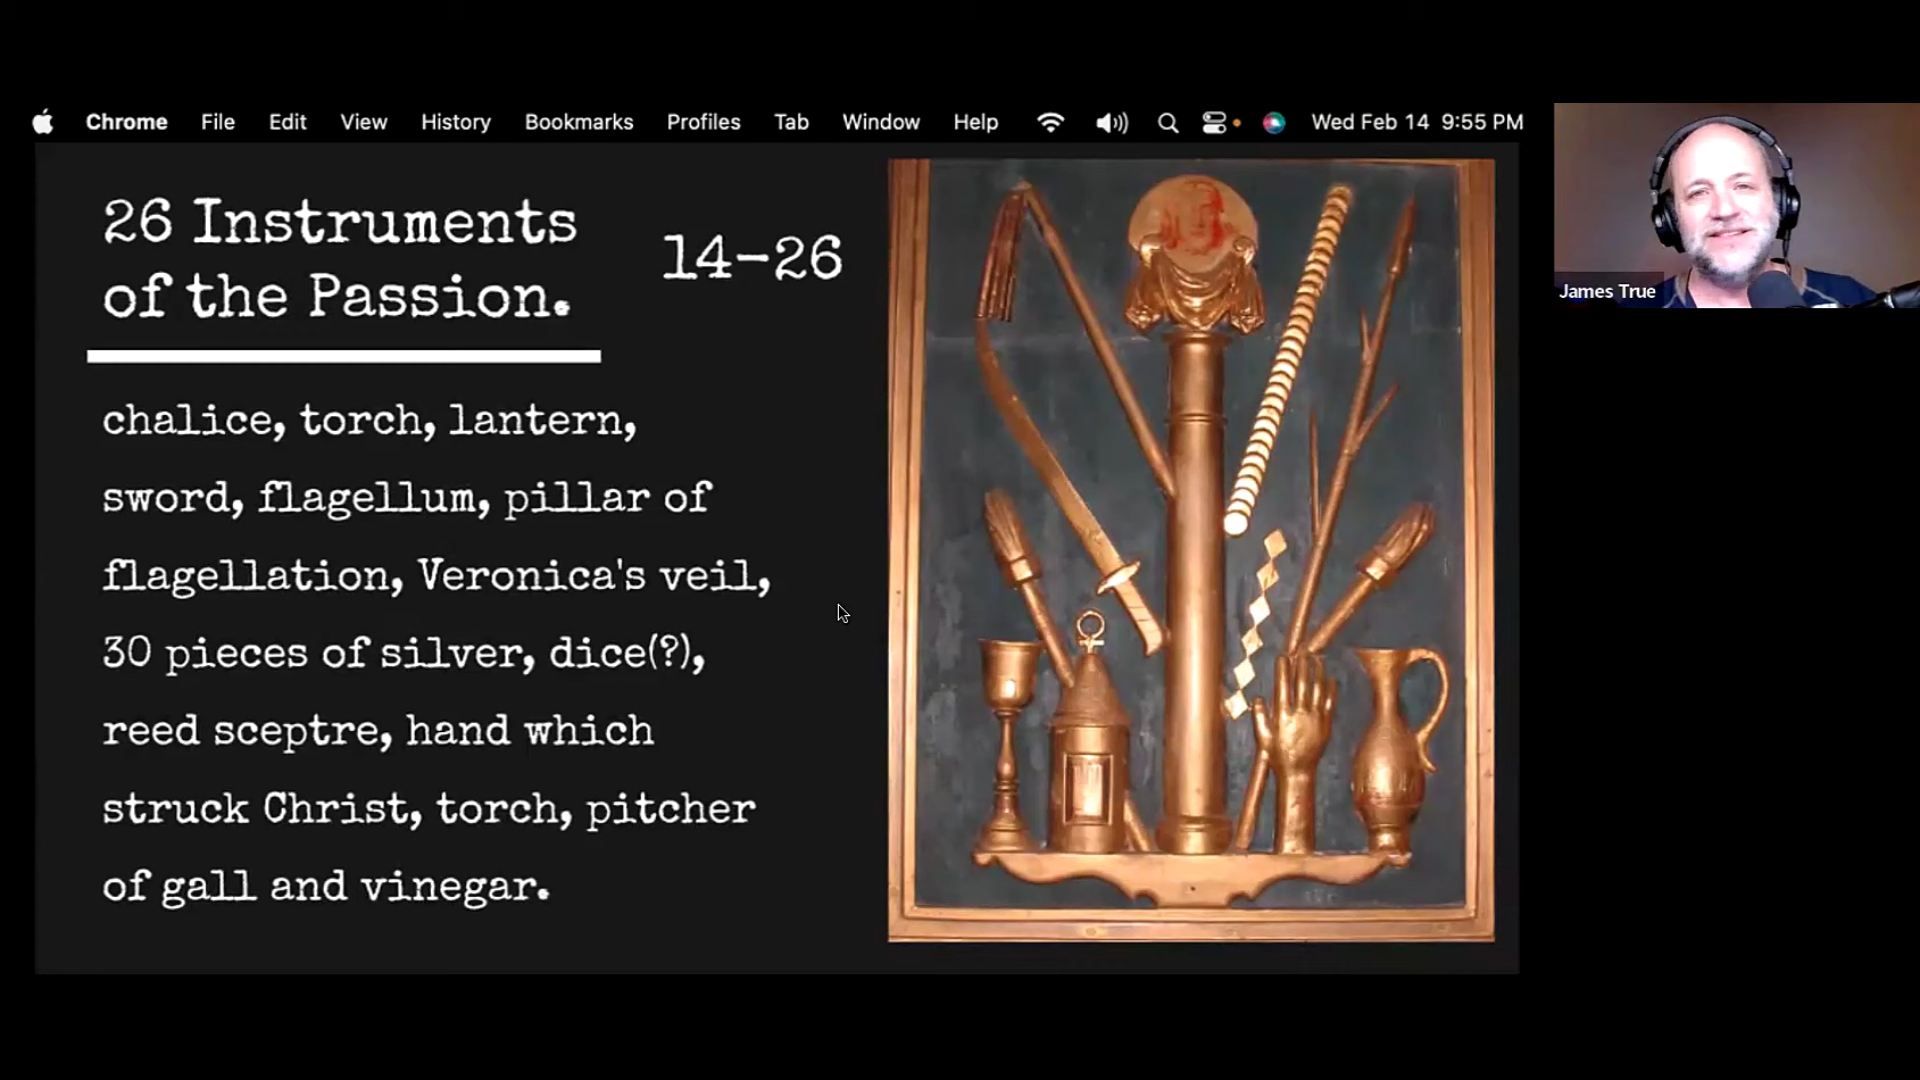 Chrome File Edit View History Bookmarks Profiles Tab Window Help Wed Feb 14 9:55 PM
26 Instruments
of the Passion.
14-26
chalice, torch, lantern,
sword, flagellum, pillar of
flagellation, Veronica's veil,
30 pieces of silver, dice(?),
reed sceptre, hand which
struck Christ, torch, pitcher
of gall and vinegar.
James True